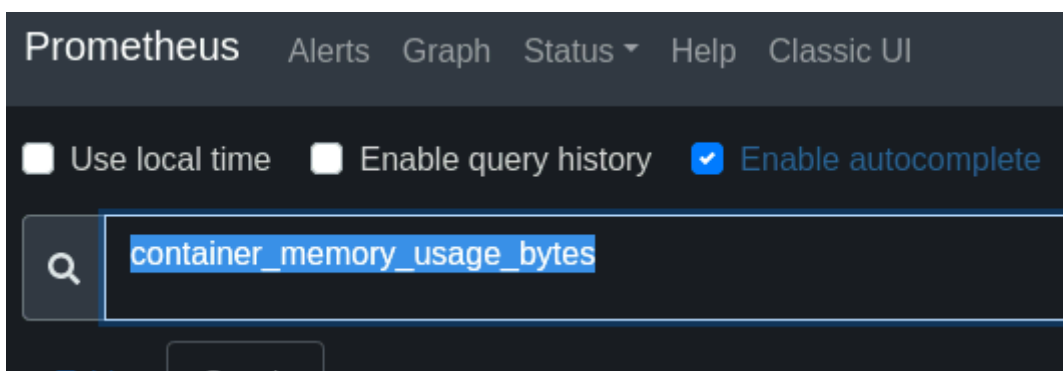 Prometheus Alerts Graph Status Help Classic UI
Use local time Enable query history Enable autocomplete
container_memory_usage_bytes